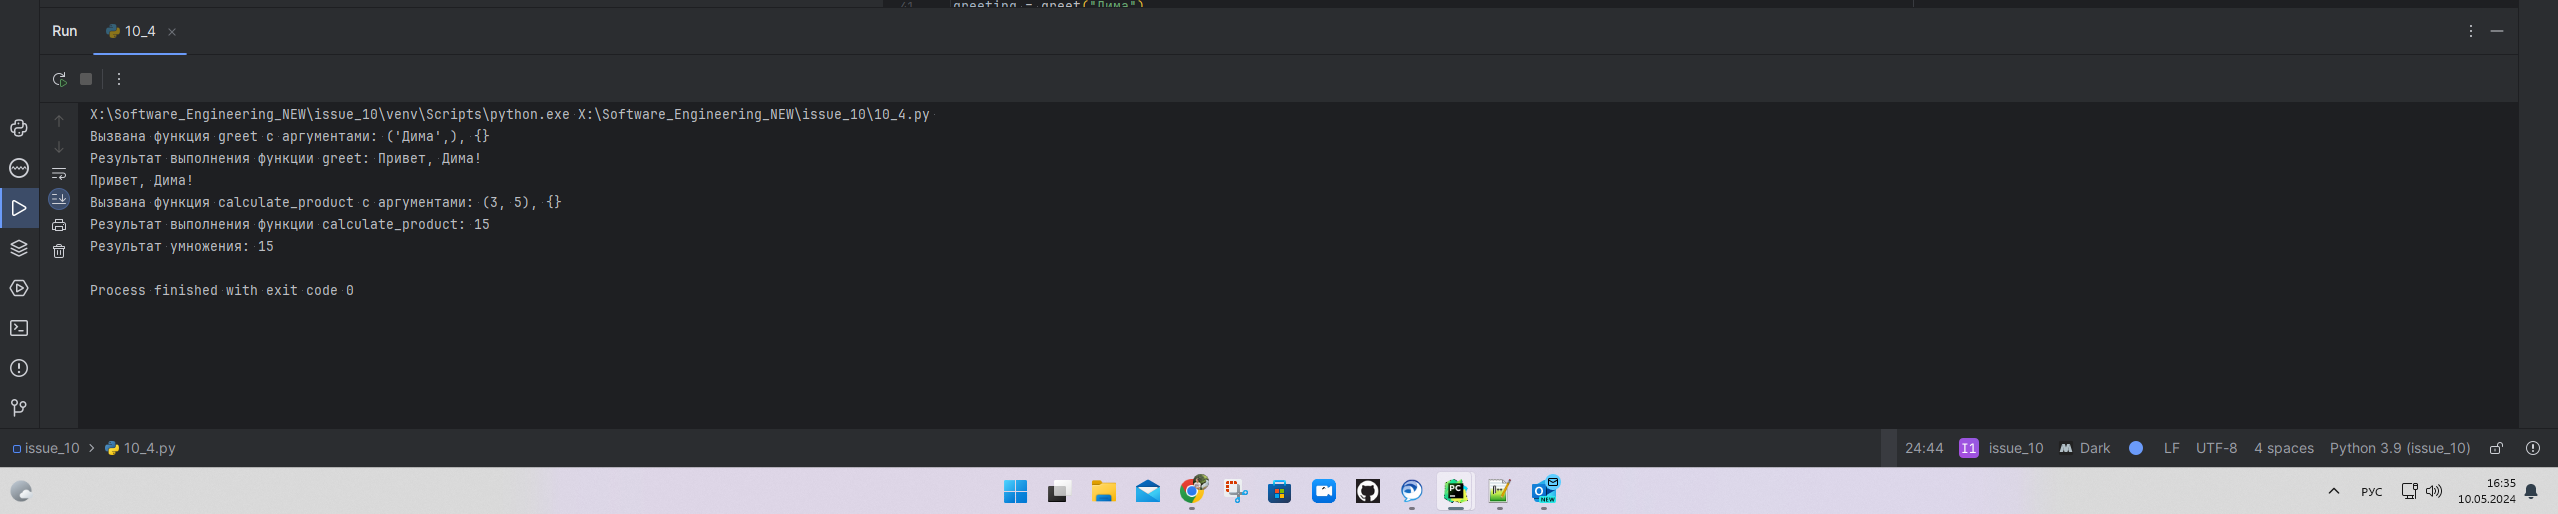 41 greeting = greet("Дима")
Run 10_4
X:\Software_Engineering_NEW\issue_10\venv\Scripts\python.exe X:\Software_Engineering_NEW\issue_10\10_4.py
Вызвана функция greet с аргументами: ('Дима',), {}
Результат выполнения функции greet: Привет, Дима!
Привет, Дима!
Вызвана функция calculate_product с аргументами: (3, 5), {}
Результат выполнения функции calculate_product: 15
Результат умножения: 15
Process finished with exit code 0
issue_10 10_4.py 24:44 I1 issue_10 M Dark LF UTF-8 4 spaces Python 3.9 (issue_10)
PC
NEW
РУС
16:35
10.05.2024